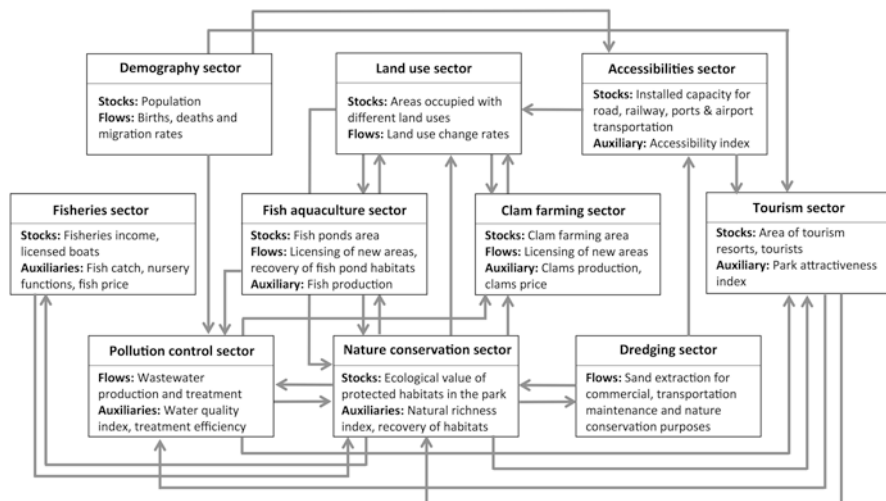 Demography sector
Stocks: Population
Flows: Births, deaths and
migration rates
Land use sector
Stocks: Areas occupied with
different land uses
Flows: Land use change rates
Accessibilities sector
Stocks: Installed capacity for
road, railway, ports & airport
transportation
Auxiliary: Accessibility index
Fisheries sector
Stocks: Fisheries income,
licensed boats
Auxiliaries: Fish catch, nursery
functions, fish price
Fish aquaculture sector
Stocks: Fish ponds area
Flows: Licensing of new areas,
recovery of fish pond habitats
Auxiliary: Fish production
Clam farming sector
Stocks: Clam farming area
Flows: Licensing of new areas
Auxiliary: Clams production,
clams price
Tourism sector
Stocks: Area of tourism
resorts, tourists
Auxiliary: Park attractiveness
index
Pollution control sector
Flows: Wastewater
production and treatment
Auxiliaries: Water quality
index, treatment efficiency
Nature conservation sector
Stocks: Ecological value of
protected habitats in the park
Auxiliaries: Natural richness
index, recovery of habitats
Dredging sector
Flows: Sand extraction for
commercial, transportation
maintenance and nature
conservation purposes